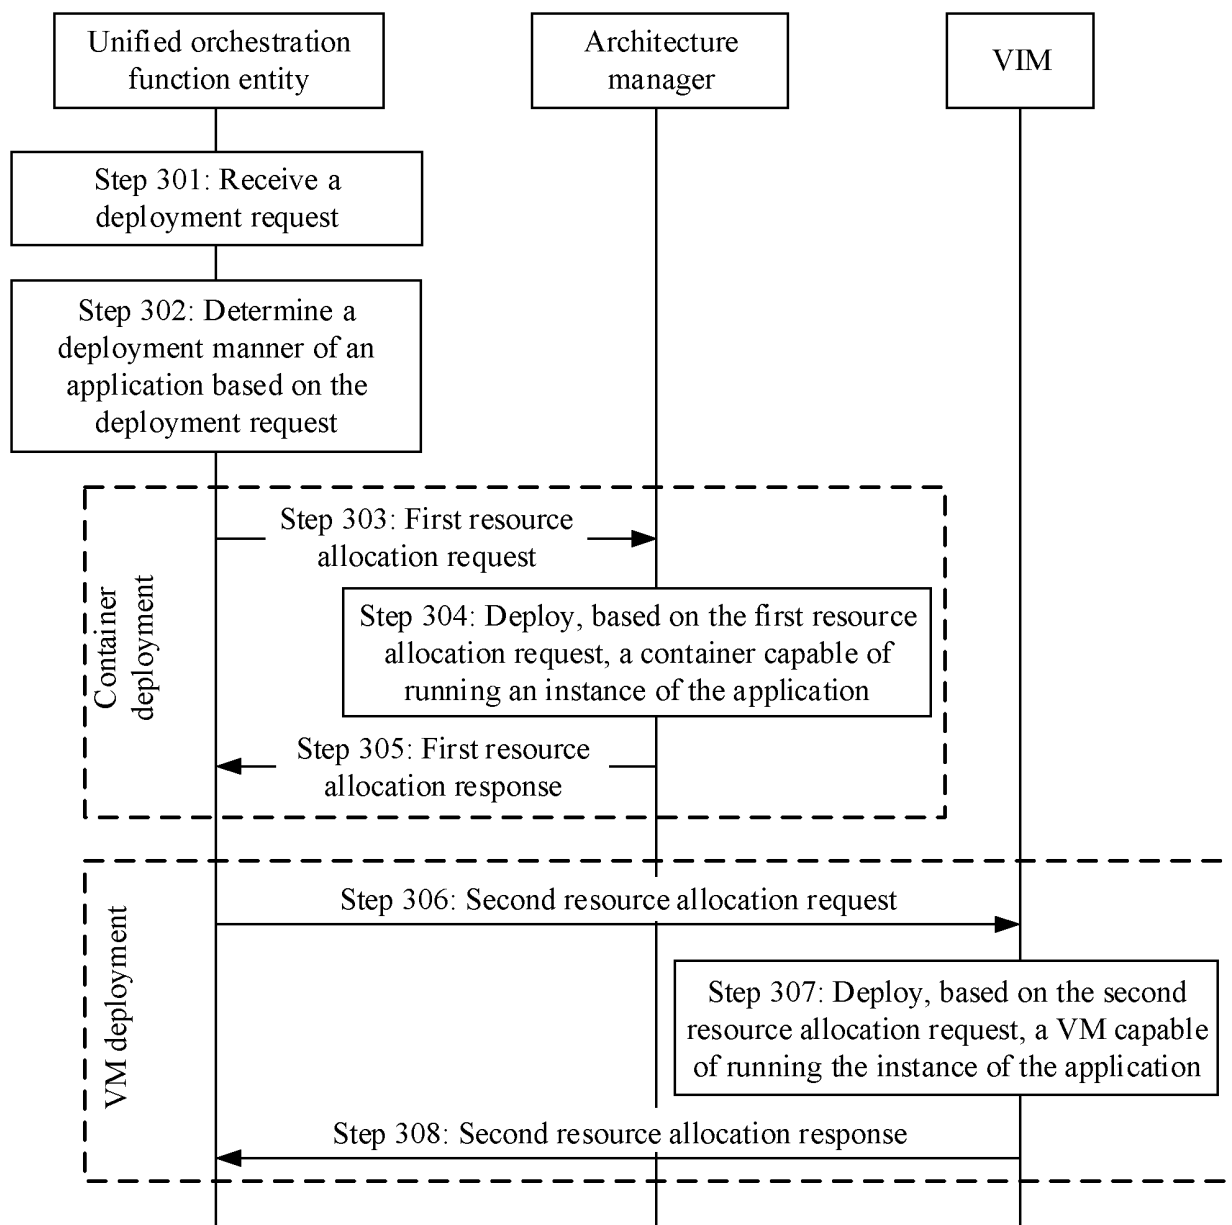 Unified orchestration
function entity
Architecture
manager
VIM
Step 301: Receive a
deployment request
Step 302: Determine a
deployment manner of an
application based on the
deployment request
Container
deployment
Step 303: First resource
allocation request
Step 304: Deploy, based on the first resource
allocation request, a container capable of
running an instance of the application
Step 305: First resource
allocation response
VM deployment
Step 306: Second resource allocation request
Step 307: Deploy, based on the second
resource allocation request, a VM capable
of running the instance of the application
Step 308: Second resource allocation response